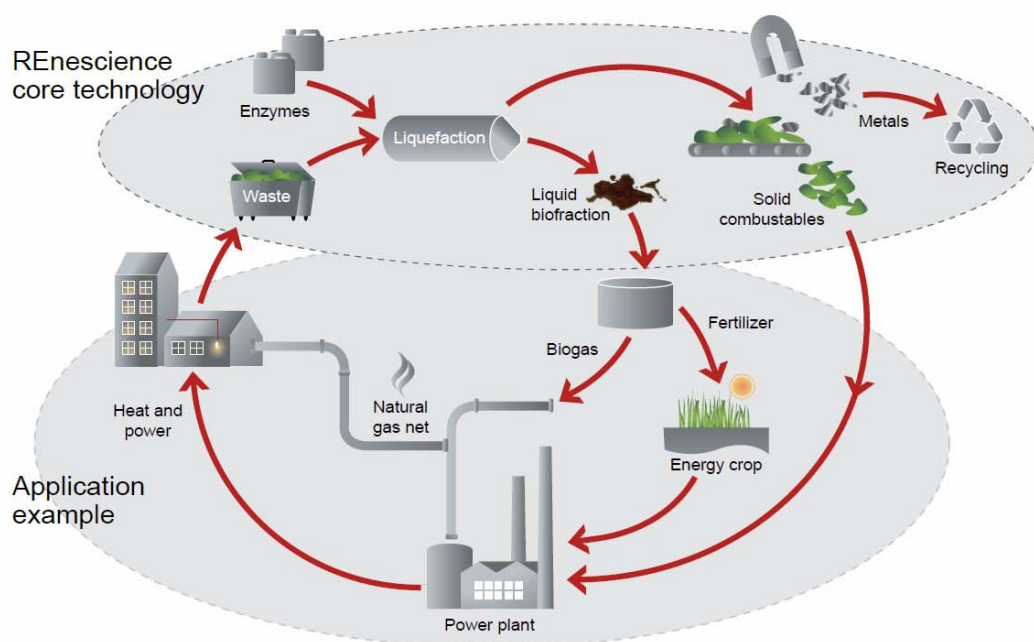 REnescience
core technology
Enzymes
Liquefaction
Metals
Recycling
Waste
Liquid
biofraction
Solid
combustables
Fertilizer
Biogas
Natural
gas net
Heat and
power
Energy crop
Application
example
Power plant